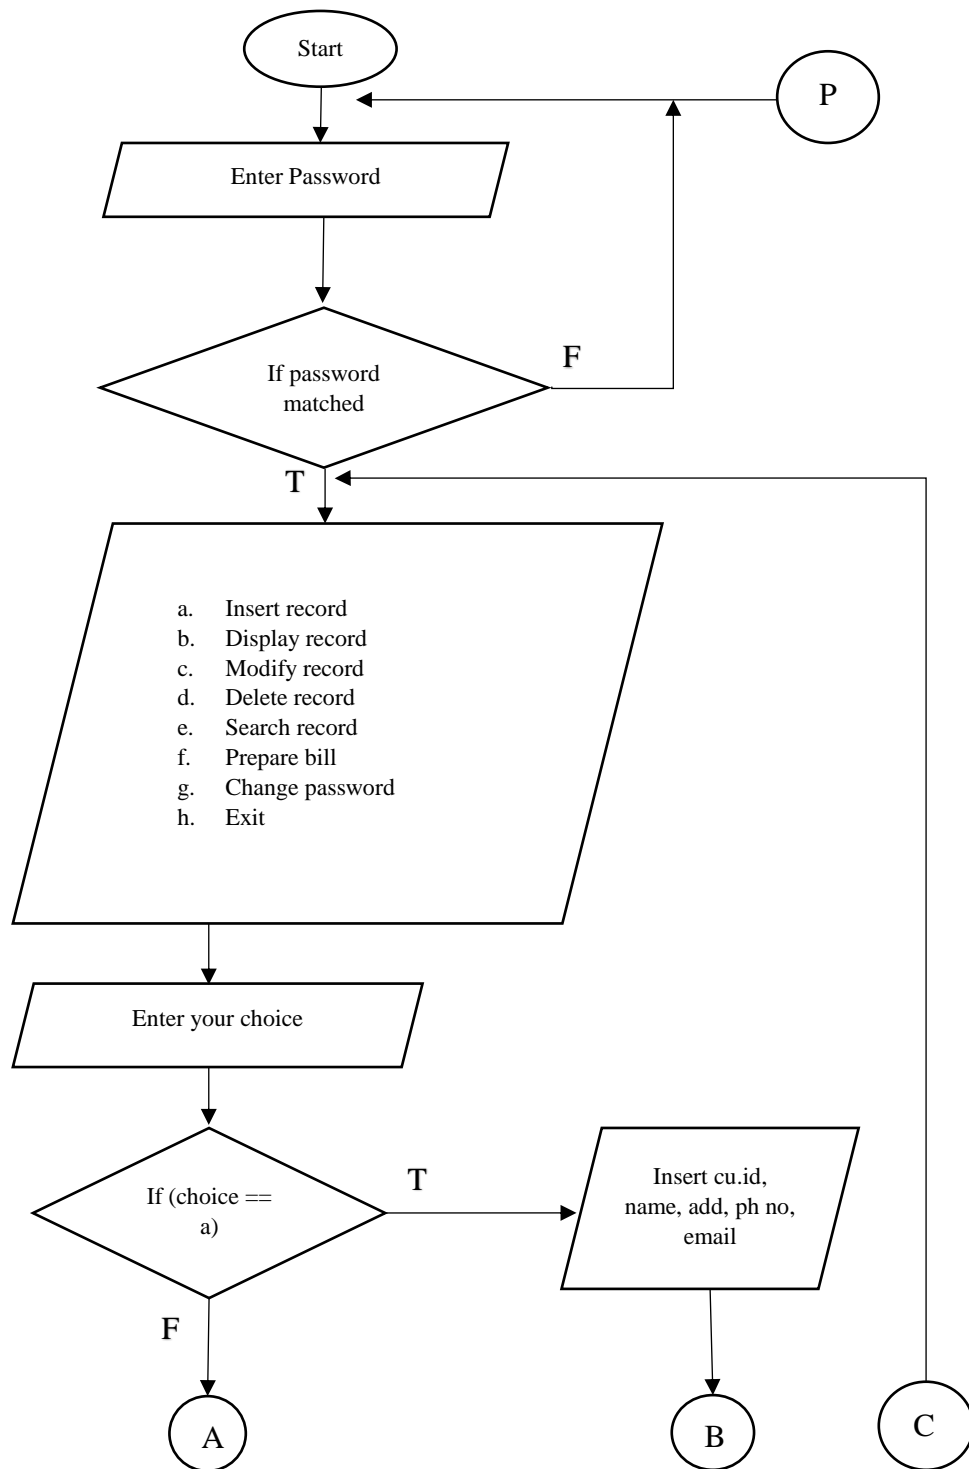 Start
P
Enter Password
If password
matched
F
T
a. Insert record
b. Display record
c. Modify record
d. Delete record
e. Search record
f. Prepare bill
g. Change password
h. Exit
Enter your choice
If (choice ==
a)
T
Insert cu.id,
name, add, ph no,
email
F
A
B
C